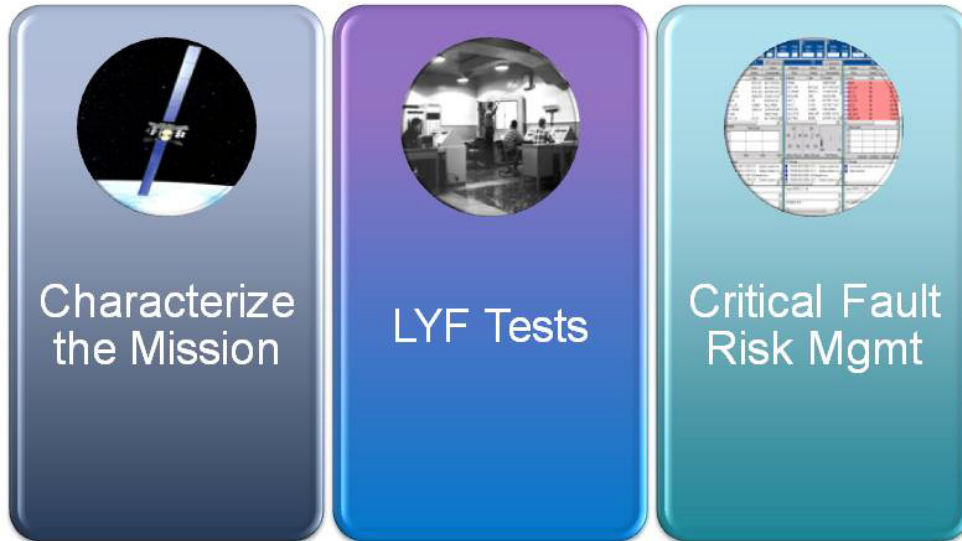 Characterize
the Mission
LYF Tests
Critical Fault
Risk Mgmt